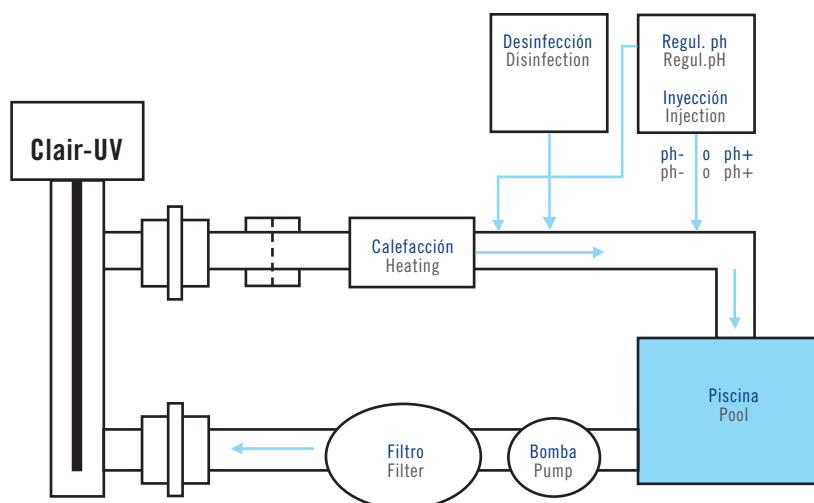 Desinfección
Disinfection
Regul. ph
Regul.pH
Inyección
Injection
ph- o ph+
ph- o ph+
Clair-UV
Calefacción
Heating
Piscina
Pool
Filtro
Filter
Bomba
Pump